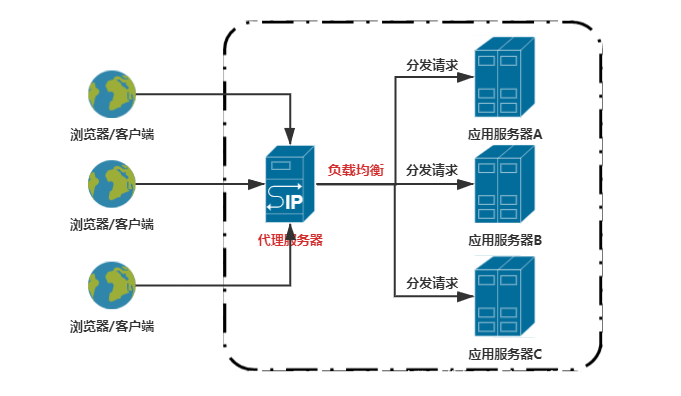 浏览器/客户端
浏览器/客户端
浏览器/客户端
IP
代理服务器
负载均衡
分发请求
应用服务器A
分发请求
应用服务器B
分发请求
应用服务器C